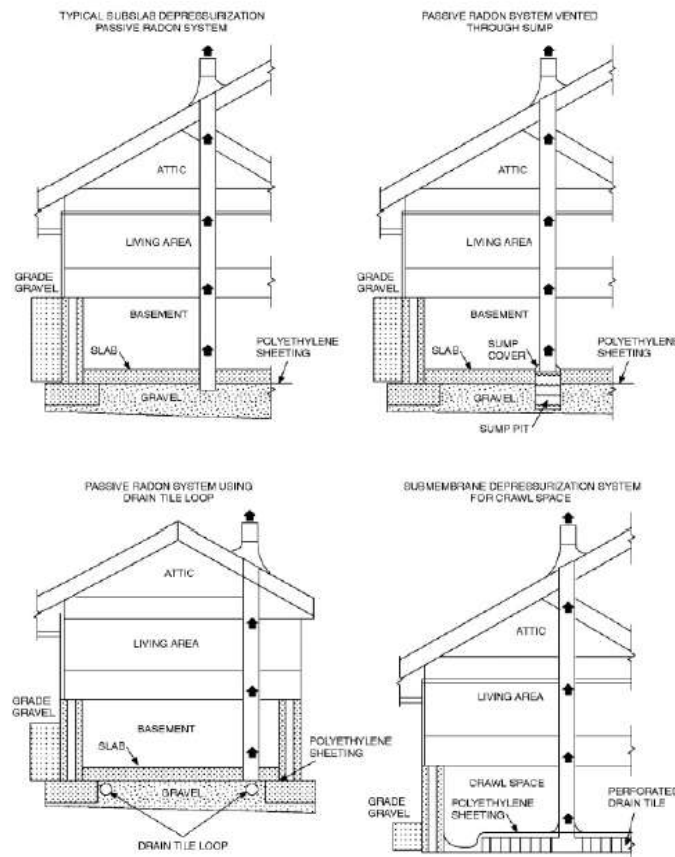 TYPICAL SUBSLAB DEPRESSURIZATION
PASSIVE RADON SYSTEM
ATTIC
LIVING AREA
GRADE
GRAVEL
BASEMENT
SLAB
POLYETHYLENE
SHEETING
GRAVEL
PASSIVE RADON SYSTEM VENTED
THROUGH SUMP
ATTIC
LIVING AREA
GRADE
GRAVEL
BASEMENT
SLAB
SUMP
COVER
POLYETHYLENE
SHEETING
GRAVEL
SUMP PIT
PASSIVE RADON SYSTEM USING
DRAIN TILE LOOP
ATTIC
LIVING AREA
GRADE
GRAVEL
BASEMENT
SLAB
POLYETHYLENE
SHEETING
GRAVEL
DRAIN TILE LOOP
SUBMEMBRANE DEPRESSURIZATION SYSTEM
FOR CRAWL SPACE
ATTIC
LIVING AREA
CRAWL SPACE
GRADE
GRAVEL
POLYETHYLENE
SHEETING
PERFORATED
DRAIN TILE